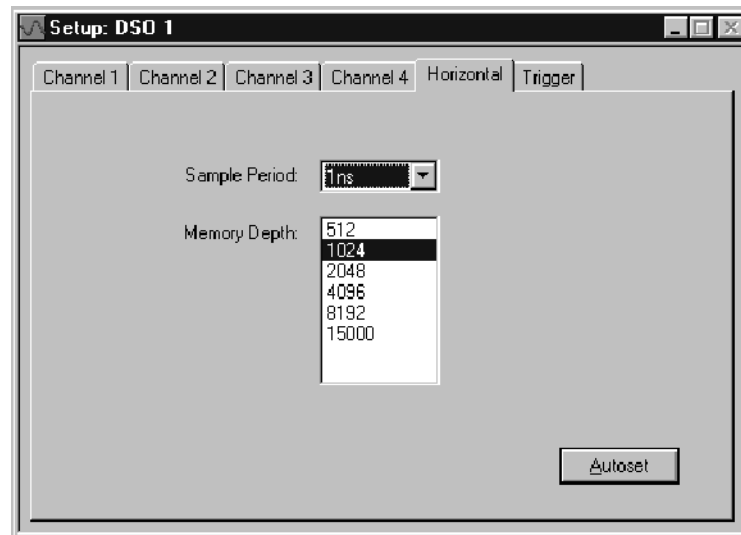 Setup: DSO 1
Channel 1 Channel 2 Channel 3 Channel 4 Horizontal Trigger
Sample Period: 1ns
Memory Depth:
512
1024
2048
4096
8192
15000
Autoset